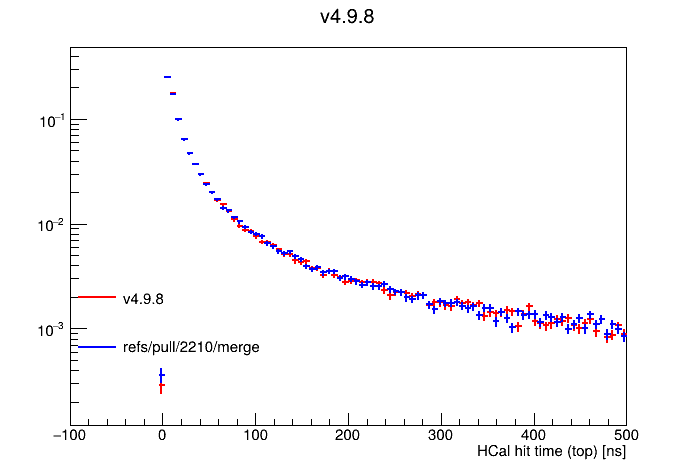 v4.9.8
10⁻¹
10⁻²
10⁻³
v4.9.8
refs/pull/2210/merge
−100 0 100 200 300 400 500
HCal hit time (top) [ns]